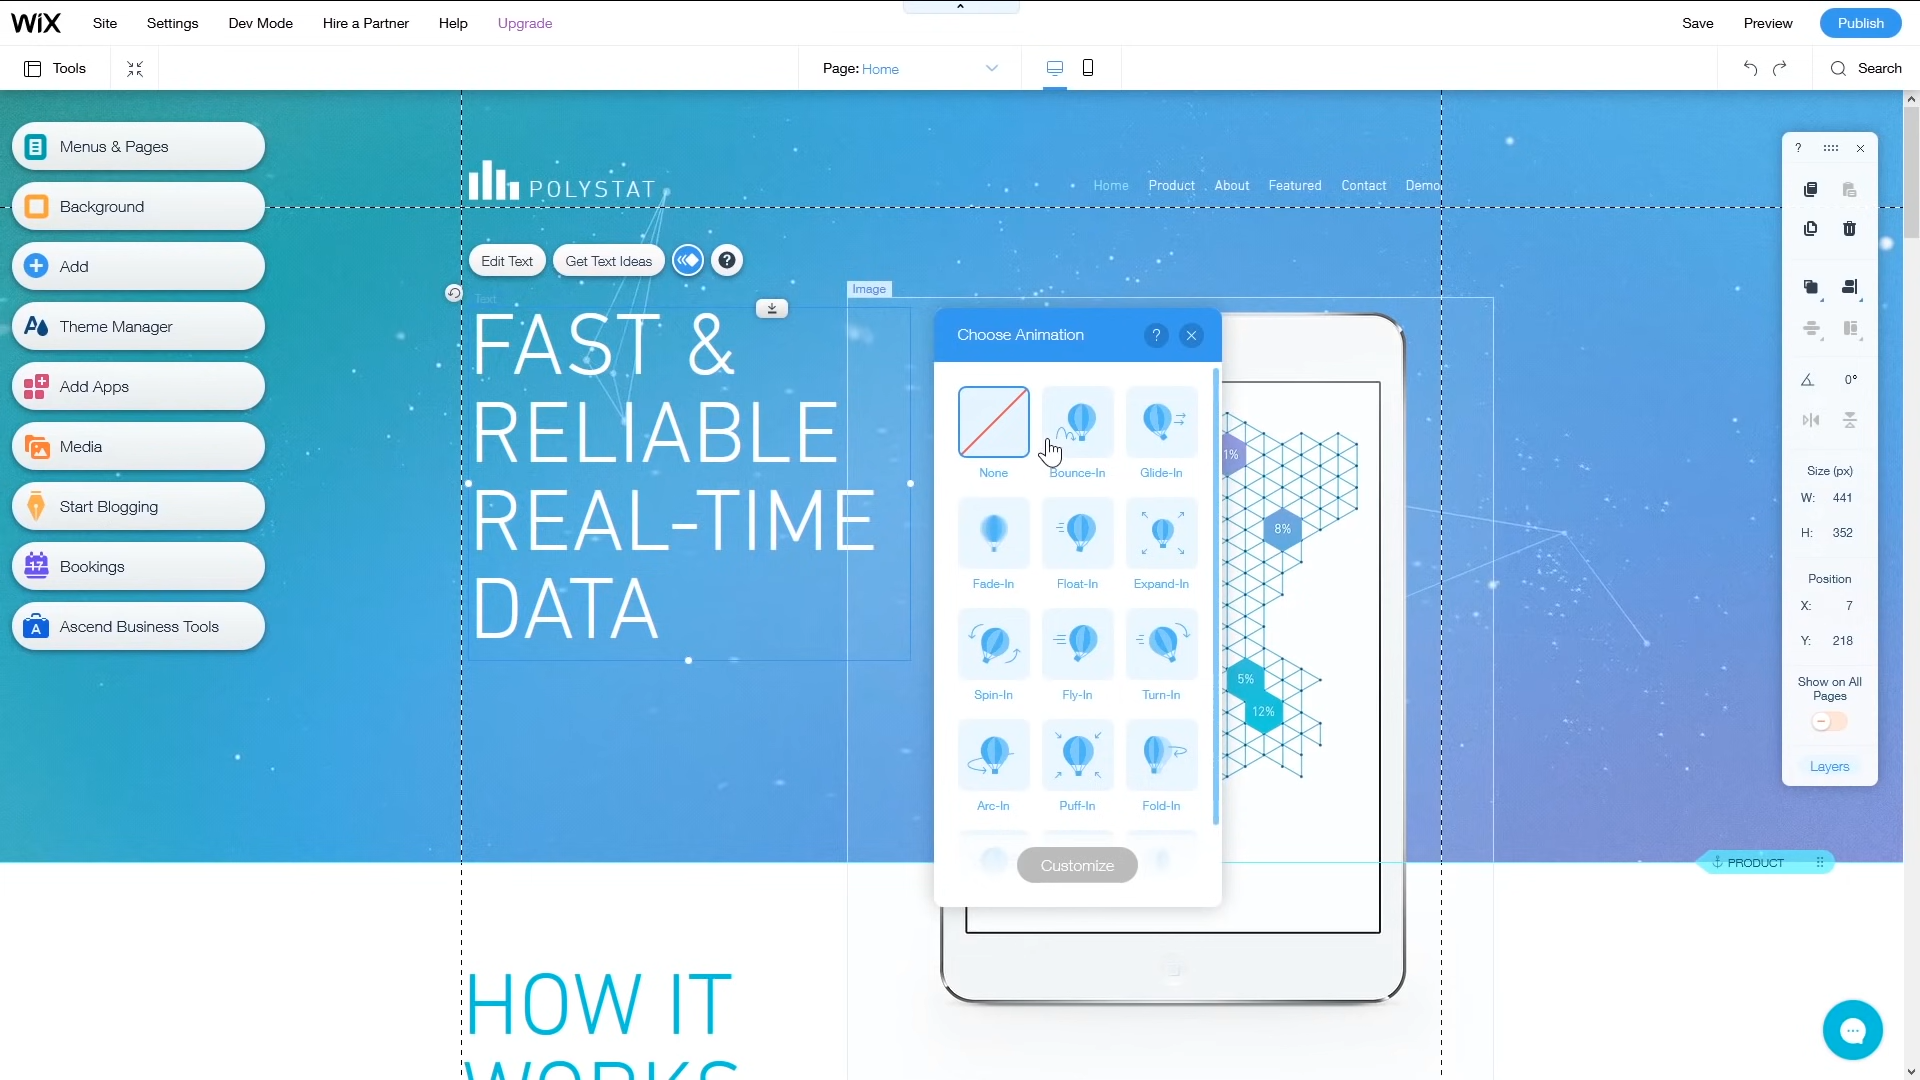 WiX Site Settings Dev Mode Hire a Partner Help Upgrade Save Preview Publish
Tools Page: Home Search
Menus & Pages
Background
Add
Theme Manager
Add Apps
Media
Start Blogging
17 Bookings
A Ascend Business Tools
POLYSTAT
Home Product About Featured Contact Demo
Edit Text Get Text Ideas ?
Text
Image
FAST &
RELIABLE
REAL-TIME
DATA
Choose Animation ?
None Bounce-In Glide-In
Fade-In Float-In Expand-In
Spin-In Fly-In Turn-In
Arc-In Puff-In Fold-In
Customize
1%
8%
5%
12%
?
0°
Size (px)
W: 441
H: 352
Position
X: 7
Y: 218
Show on All
Pages
Layers
PRODUCT
HOW IT
WORKS